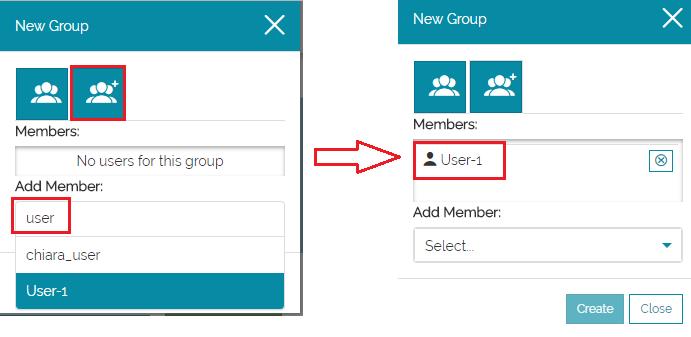 New Group
Members:
No users for this group
Add Member:
user
chiara_user
User-1
New Group
Members:
User-1
Add Member:
Select...
Create
Close